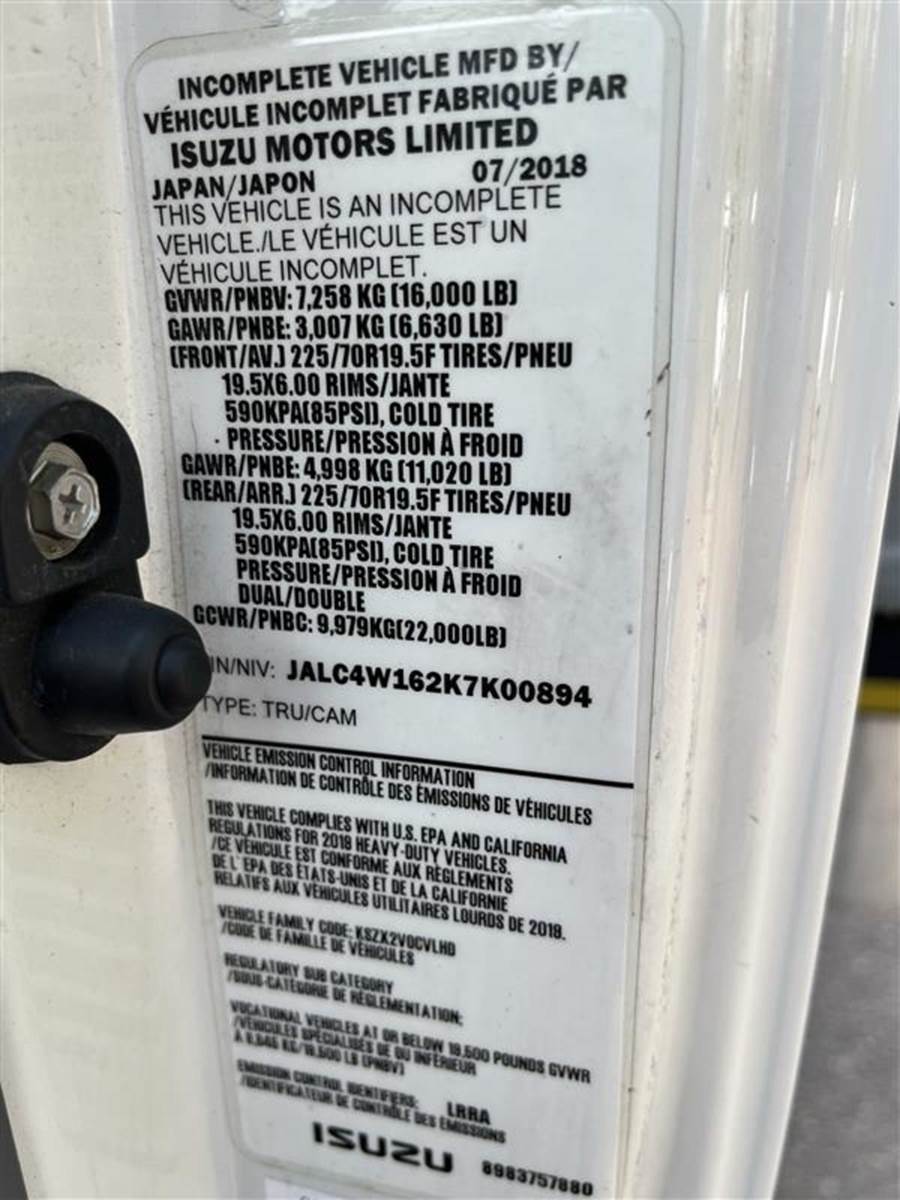 INCOMPLETE VEHICLE MFD BY/
VÉHICULE INCOMPLET FABRIQUÉ PAR
ISUZU MOTORS LIMITED
JAPAN/JAPON 07/2018
THIS VEHICLE IS AN INCOMPLETE
VEHICLE./LE VÉHICULE EST UN
VÉHICULE INCOMPLET.
GVWR/PNBV: 7,258 KG (16,000 LB)
GAWR/PNBE: 3,007 KG (6,630 LB)
(FRONT/AV.) 225/70R19.5F TIRES/PNEU
19.5X6.00 RIMS/JANTE
590KPA(85PSI), COLD TIRE
PRESSURE/PRESSION À FROID
GAWR/PNBE: 4,998 KG (11,020 LB)
(REAR/ARR.) 225/70R19.5F TIRES/PNEU
19.5X6.00 RIMS/JANTE
590KPA(85PSI), COLD TIRE
PRESSURE/PRESSION À FROID
DUAL/DOUBLE
GCWR/PNBC: 9,979KG(22,000LB)
IN/NIV: JALC4W162K7K00894
TYPE: TRU/CAM
VEHICLE EMISSION CONTROL INFORMATION
/INFORMATION DE CONTRÔLE DES ÉMISSIONS DE VÉHICULES
THIS VEHICLE COMPLIES WITH U.S. EPA AND CALIFORNIA
REGULATIONS FOR 2019 HEAVY-DUTY VEHICLES.
/CE VÉHICULE EST CONFORME AUX RÈGLEMENTS
DE L'EPA DES ÉTATS-UNIS ET DE LA CALIFORNIE
RELATIFS AUX VÉHICULES UTILITAIRES LOURDS DE 2019.
VEHICLE FAMILY CODE: KSZX2VOCVLHD
/CODE DE FAMILLE DE VÉHICULES
REGULATORY SUB CATEGORY
/SOUS-CATÉGORIE DE RÉGLEMENTATION:
VOCATIONAL VEHICLES AT OR BELOW 19,500 POUNDS GVWR
/VÉHICULES SPÉCIALISÉS DE OU INFÉRIEUR
À 8,845 KG/19,500 LB (PNBV)
EMISSION CONTROL IDENTIFIERS: LRRA
/IDENTIFICATEUR DE CONTRÔLE DES ÉMISSIONS
ISUZU 8983757880